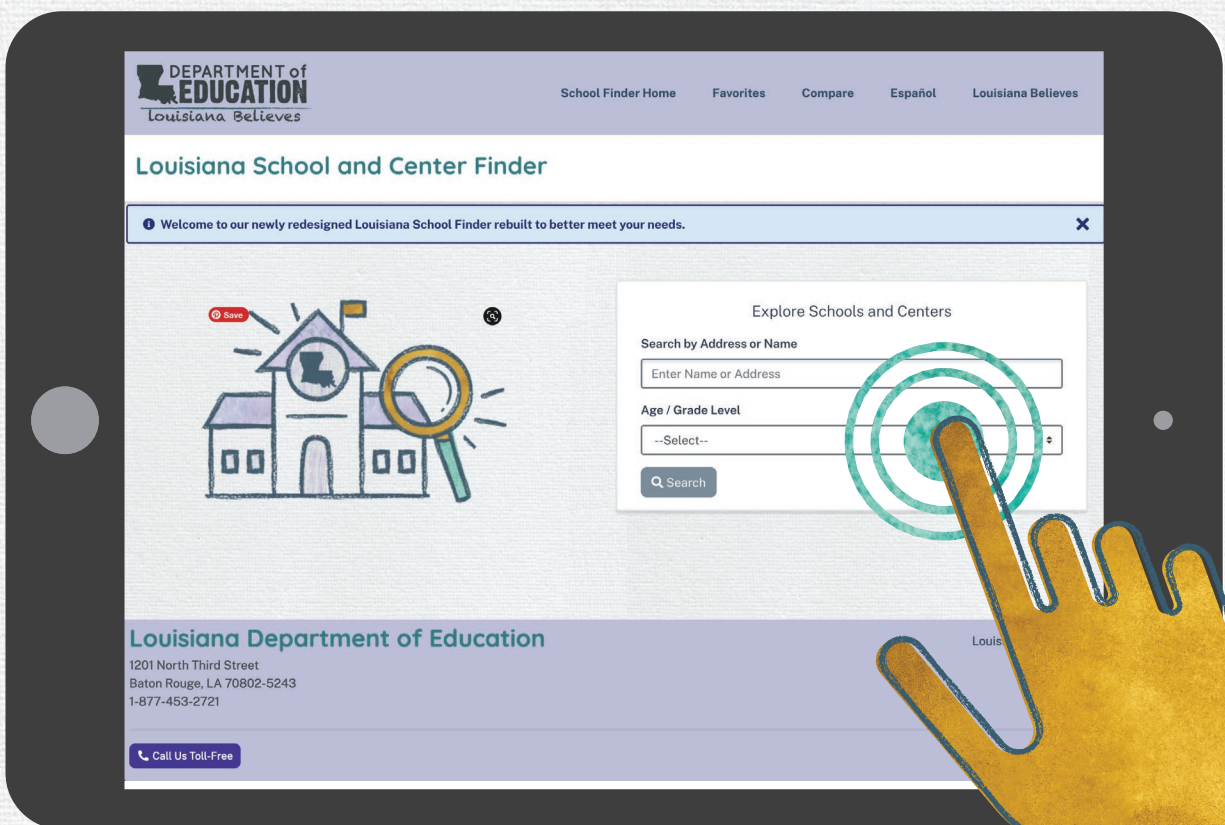 DEPARTMENT of
EDUCATION
Louisiana Believes
School Finder Home Favorites Compare Español Louisiana Believes
Louisiana School and Center Finder
Welcome to our newly redesigned Louisiana School Finder rebuilt to better meet your needs.
Save
Explore Schools and Centers
Search by Address or Name
Enter Name or Address
Age / Grade Level
--Select--
Search
Louisiana Department of Education
1201 North Third Street
Baton Rouge, LA 70802-5243
1-877-453-2721
Call Us Toll-Free